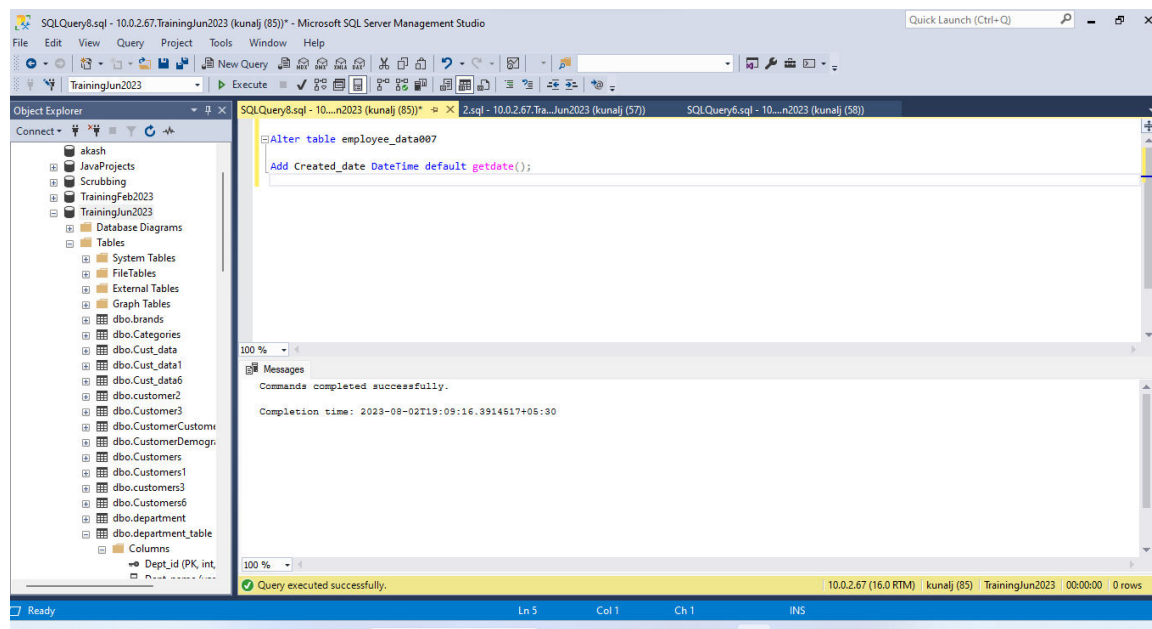 SQLQuery8.sql - 10.0.2.67.TrainingJun2023 (kunalj (85))* - Microsoft SQL Server Management Studio
Quick Launch (Ctrl+Q)
File Edit View Query Project Tools Window Help
New Query
TrainingJun2023 Execute
Object Explorer
SQLQuery8.sql - 10....n2023 (kunalj (85))* 2.sql - 10.0.2.67.Tra...Jun2023 (kunalj (57)) SQLQuery6.sql - 10....n2023 (kunalj (58))
Connect
akash
JavaProjects
Scrubbing
TrainingFeb2023
TrainingJun2023
Database Diagrams
Tables
System Tables
FileTables
External Tables
Graph Tables
dbo.brands
dbo.Categories
dbo.Cust_data
dbo.Cust_data1
dbo.Cust_data6
dbo.customer2
dbo.Customer3
dbo.CustomerCustome
dbo.CustomerDemogr
dbo.Customers
dbo.Customers1
dbo.customers3
dbo.Customers6
dbo.department
dbo.department_table
Columns
Dept_id (PK, int,
Alter table employee_data007
Add Created_date DateTime default getdate();
100 %
Messages
Commands completed successfully.
Completion time: 2023-08-02T19:09:16.3914517+05:30
100 %
Query executed successfully.
10.0.2.67 (16.0 RTM) kunalj (85) TrainingJun2023 00:00:00 0 rows
Ready Ln 5 Col 1 Ch 1 INS